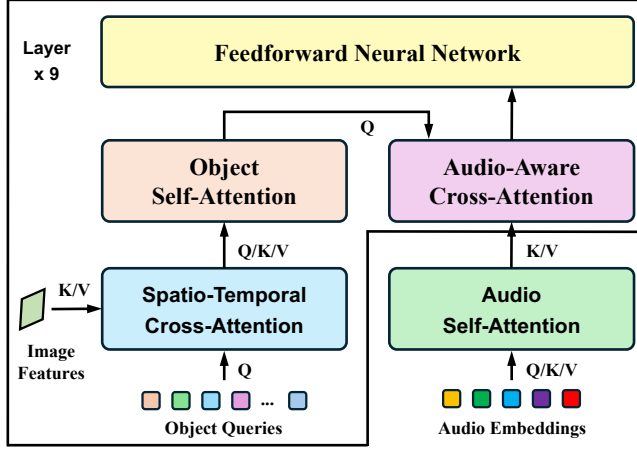 Layer
x 9
Feedforward Neural Network
Q
Object
Self-Attention
Audio-Aware
Cross-Attention
Q/K/V
K/V
K/V
Spatio-Temporal
Cross-Attention
Audio
Self-Attention
Image
Features
Q
Q/K/V
...
Object Queries
Audio Embeddings